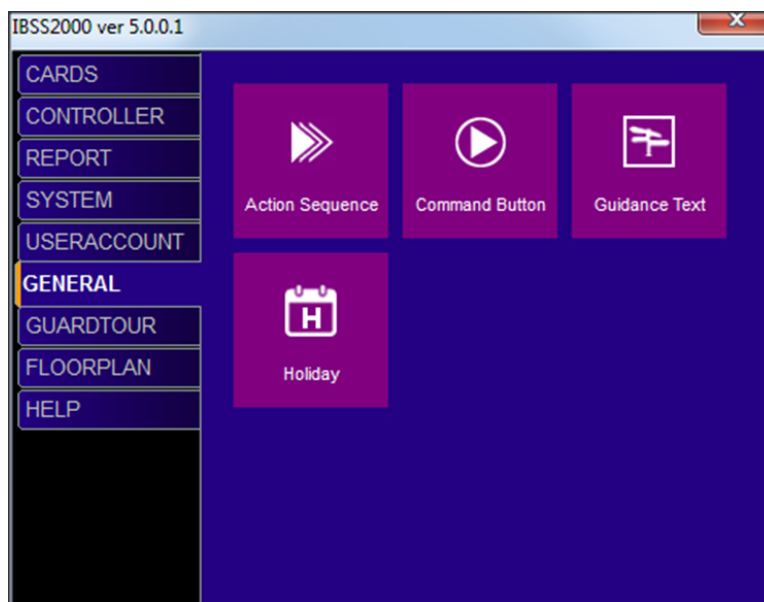 IBSS2000 ver 5.0.0.1
CARDS
CONTROLLER
REPORT
SYSTEM
USERACCOUNT
GENERAL
GUARDTOUR
FLOORPLAN
HELP
Action Sequence
Command Button
Guidance Text
H
Holiday